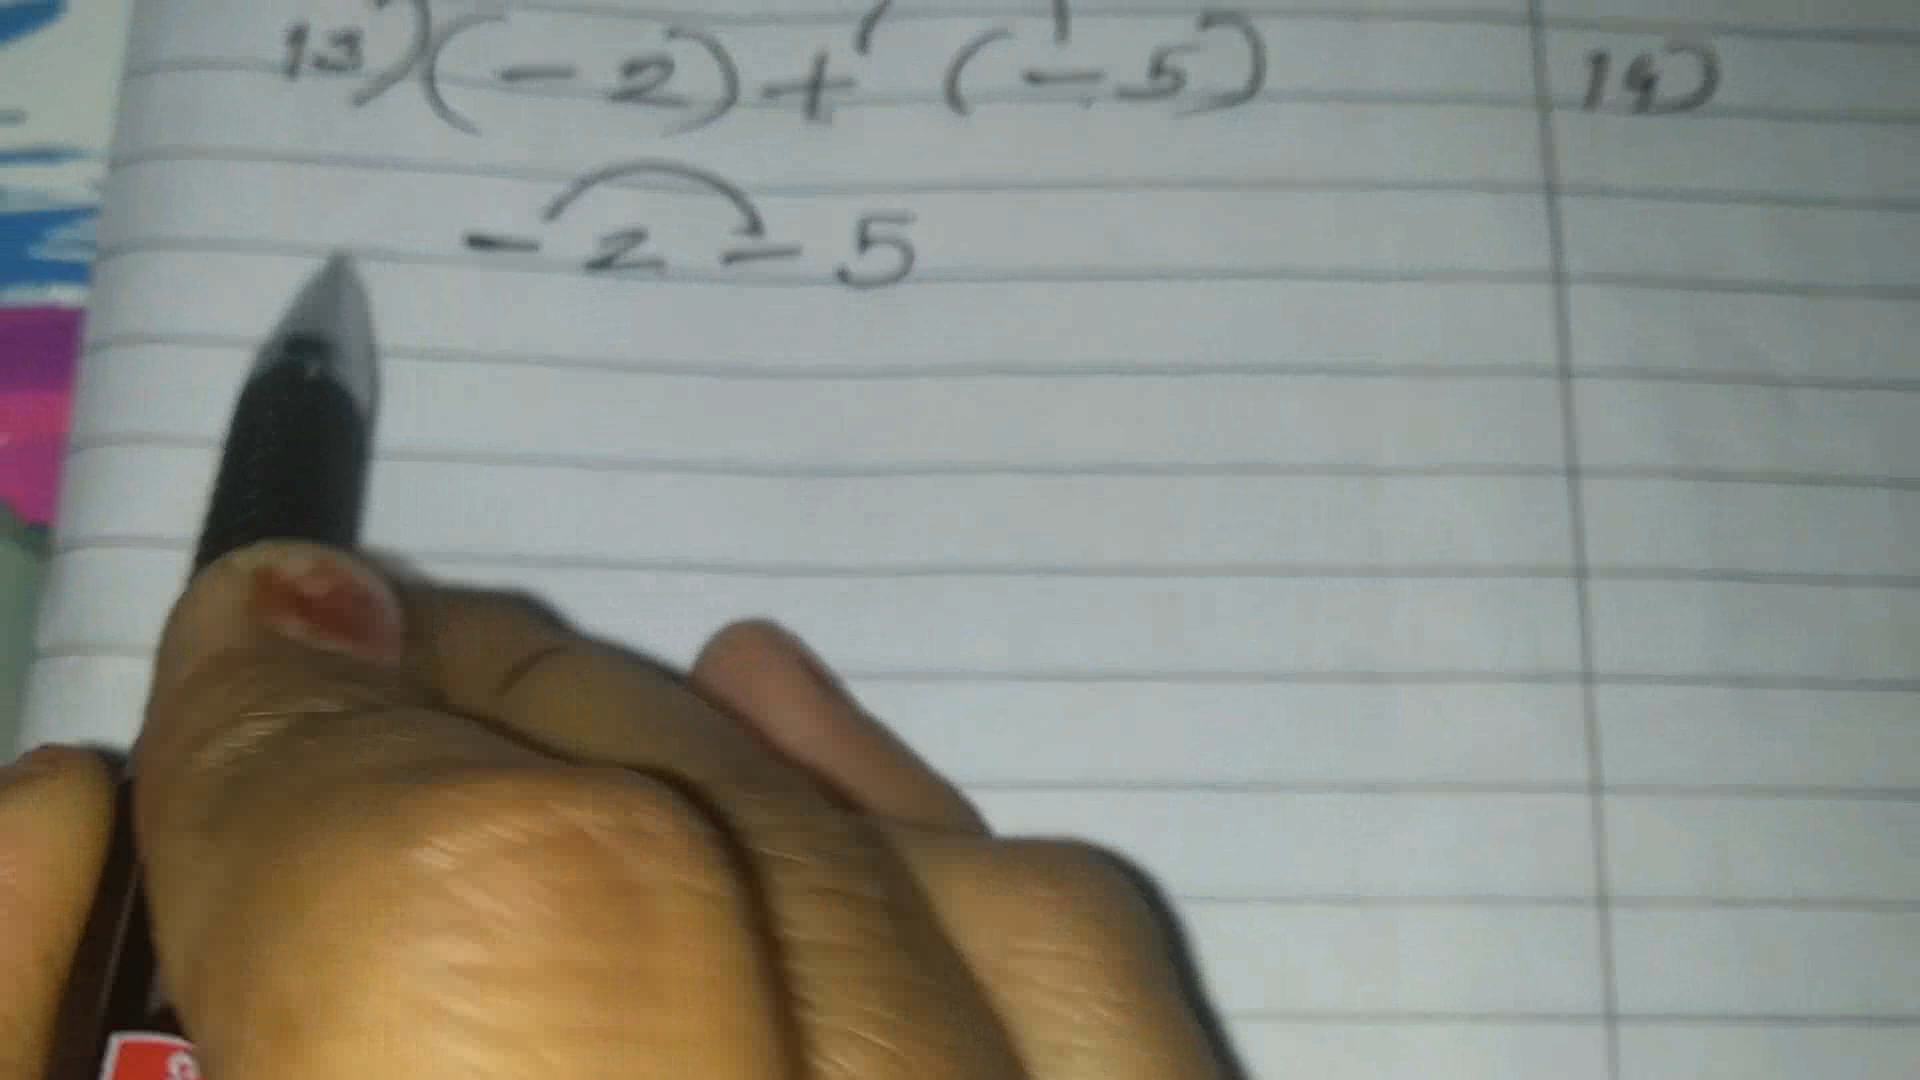 13) (-2) + (-5)
14)
- 2 - 5